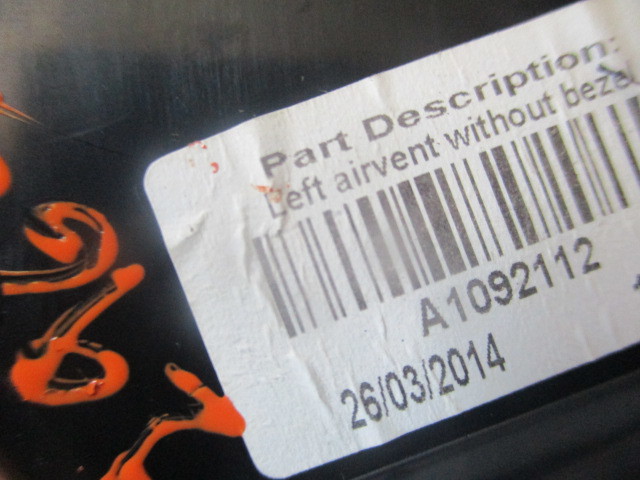 Part Description:
Left airvent without bezel
A1092112
26/03/2014